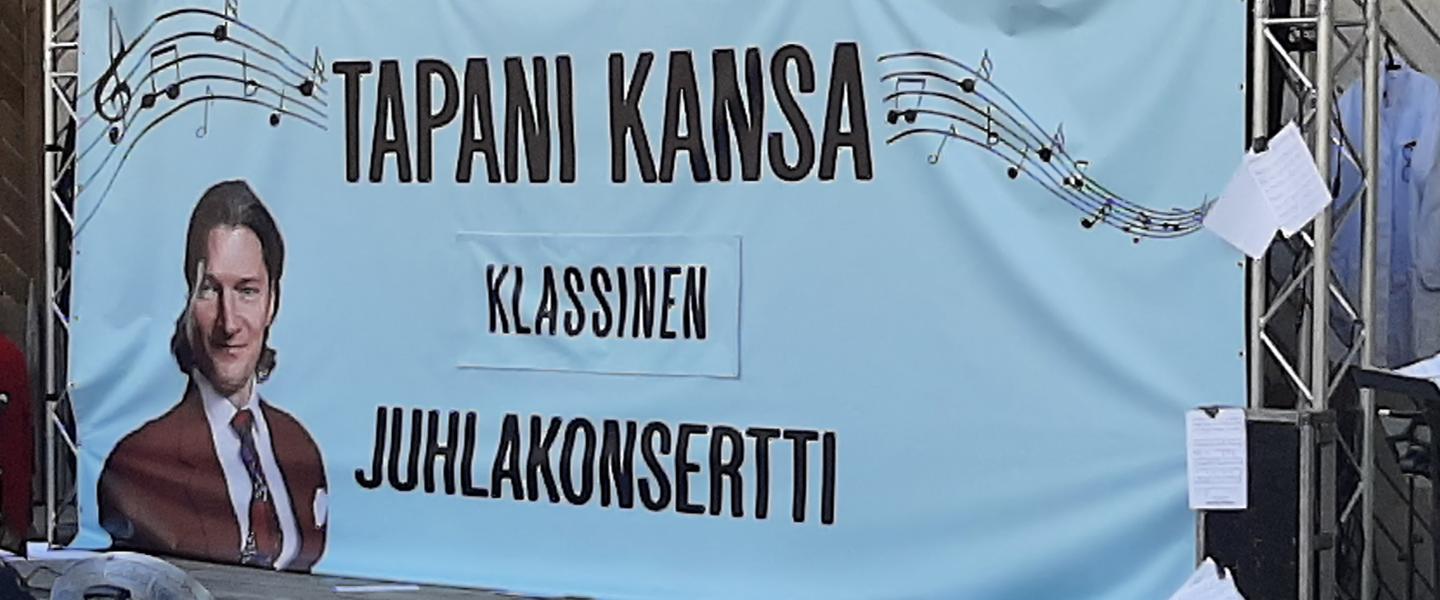 TAPANI KANSA
KLASSINEN
JUHLAKONSERTTI